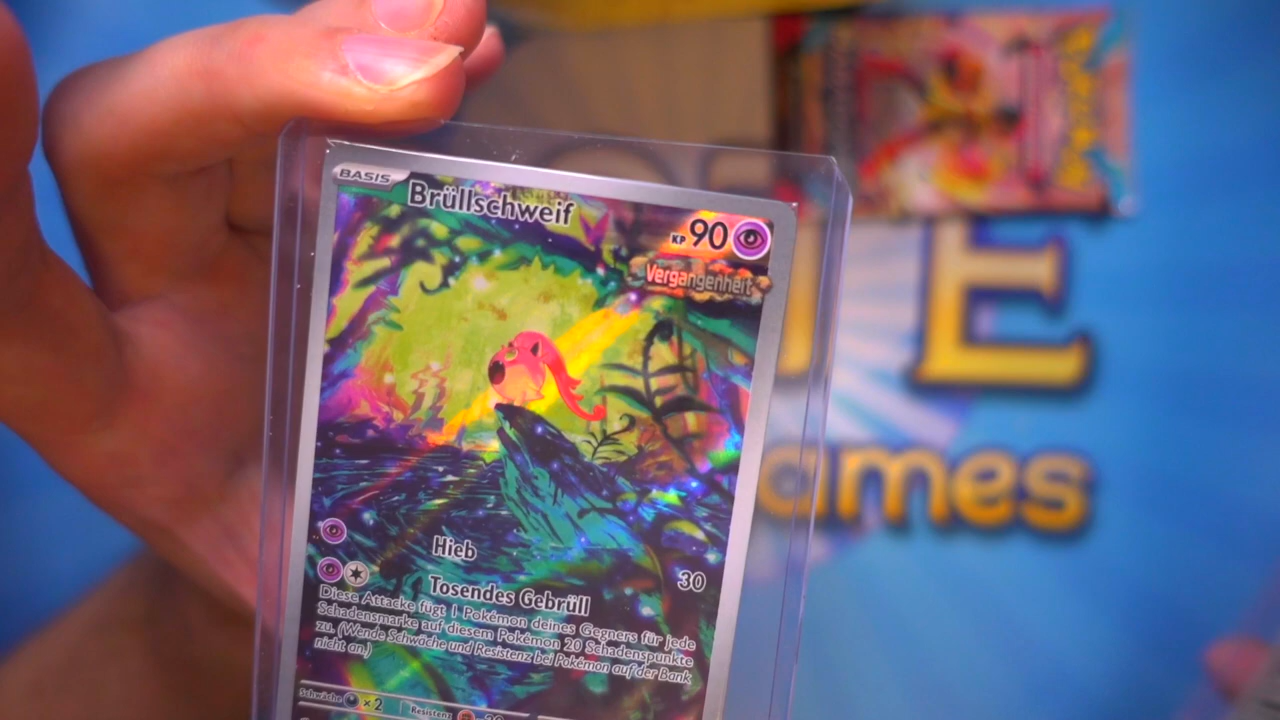 BASIS
Brüllschweif
KP 90
Vergangenheit
Hieb
30
Tosendes Gebrüll
Diese Attacke fügt 1 Pokémon deines Gegners für jede
Schadensmarke auf diesem Pokémon 20 Schadenspunkte
zu. (Wende Schwäche und Resistenz bei Pokémon auf der Bank
nicht an.)
Schwäche ×2
Resistenz
E
ames